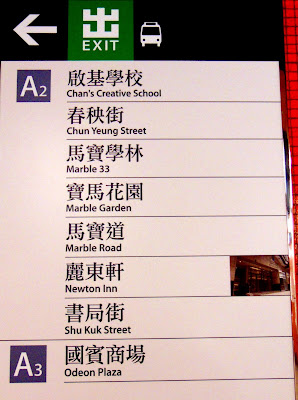 出
EXIT
A2
啟基學校
Chan's Creative School
春秧街
Chun Yeung Street
馬寶學林
Marble 33
寶馬花園
Marble Garden
馬寶道
Marble Road
麗東軒
Newton Inn
書局街
Shu Kuk Street
A3
國賓商場
Odeon Plaza